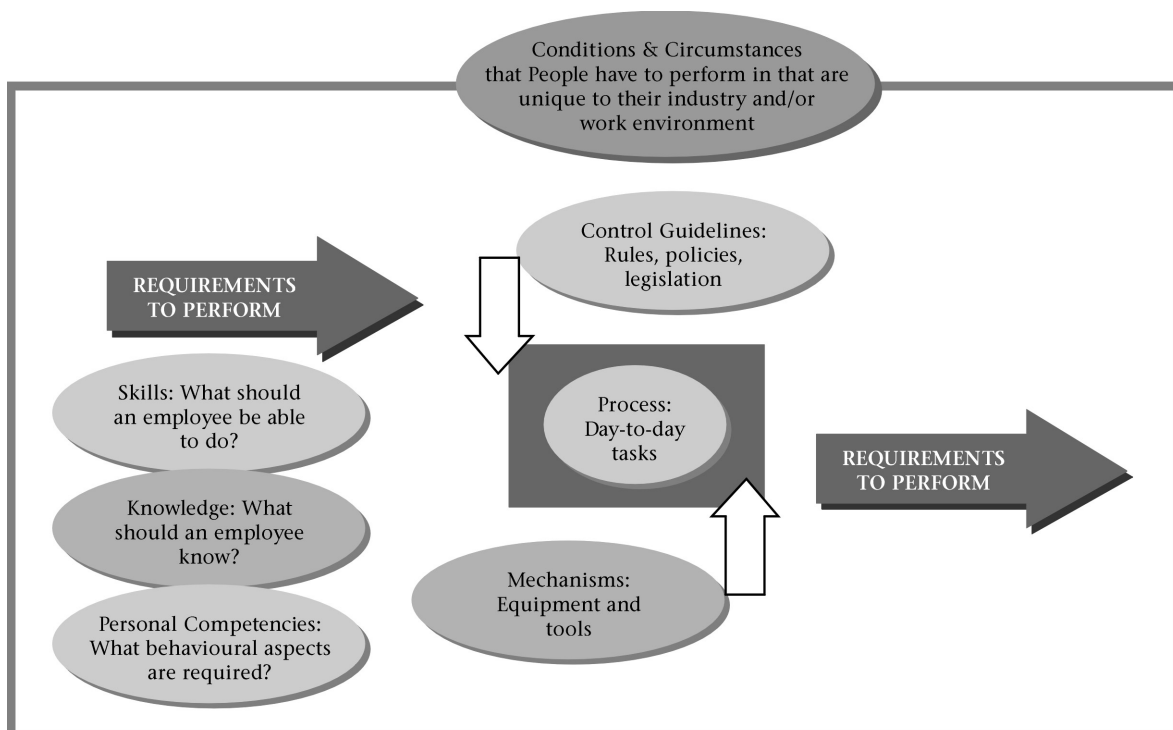 Conditions & Circumstances
that People have to perform in that are
unique to their industry and/or
work environment
Control Guidelines:
Rules, policies,
legislation
REQUIREMENTS
TO PERFORM
Skills: What should
an employee be able
to do?
Process:
Day-to-day
tasks
REQUIREMENTS
TO PERFORM
Knowledge: What
should an employee
know?
Mechanisms:
Equipment and
tools
Personal Competencies:
What behavioural aspects
are required?